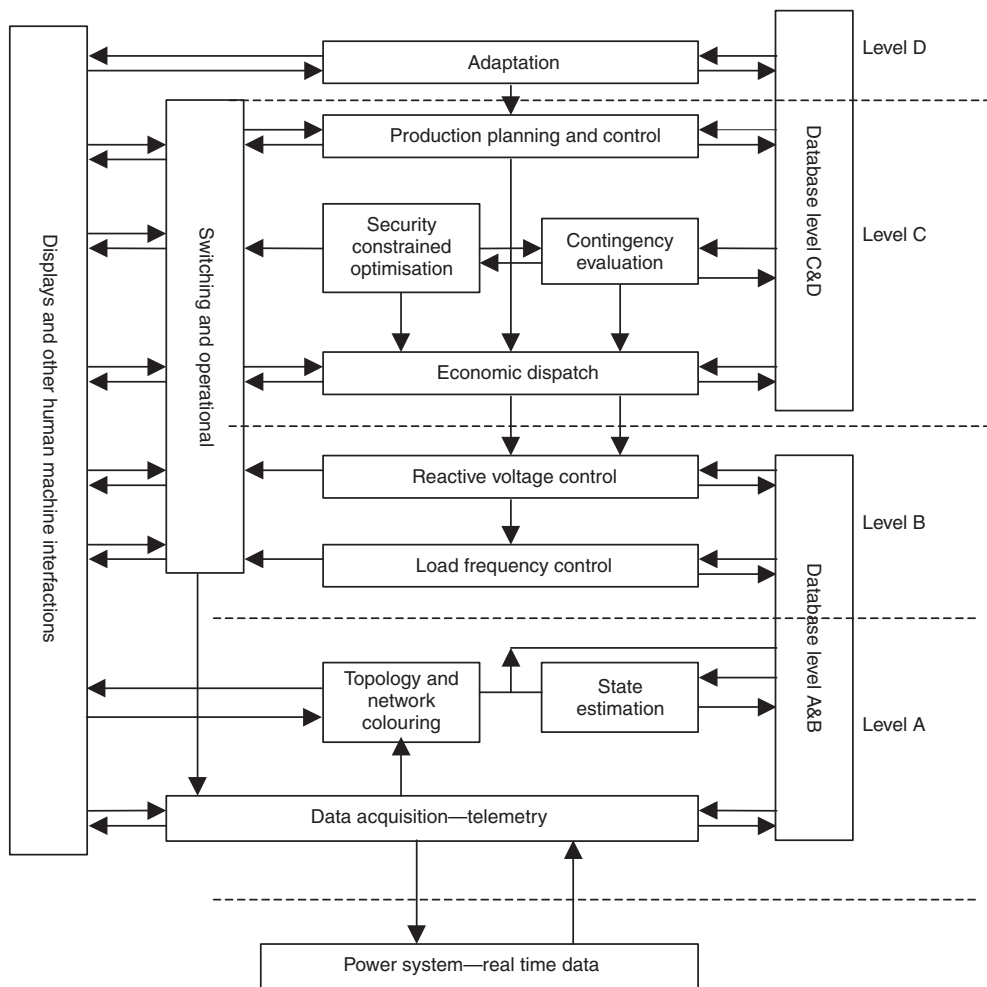 Level D
Adaptation
Production planning and control
Displays and other human machine interfactions
Switching and operational
Database level C&D
Security
constrained
optimisation
Contingency
evaluation
Level C
Economic dispatch
Reactive voltage control
Level B
Load frequency control
Database level A&B
Topology and
network
colouring
State
estimation
Level A
Data acquisition—telemetry
Power system—real time data